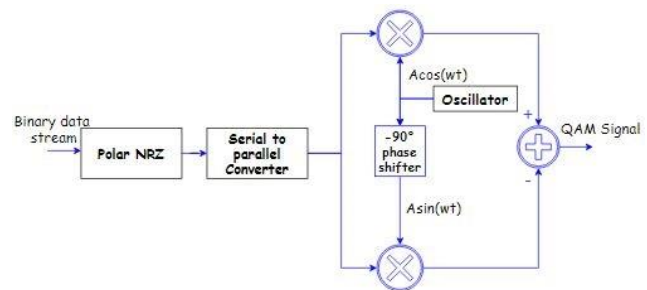 Binary data
stream
Polar NRZ
Serial to
parallel
Converter
Acos(wt)
Oscillator
-90°
phase
shifter
Asin(wt)
+
-
QAM Signal